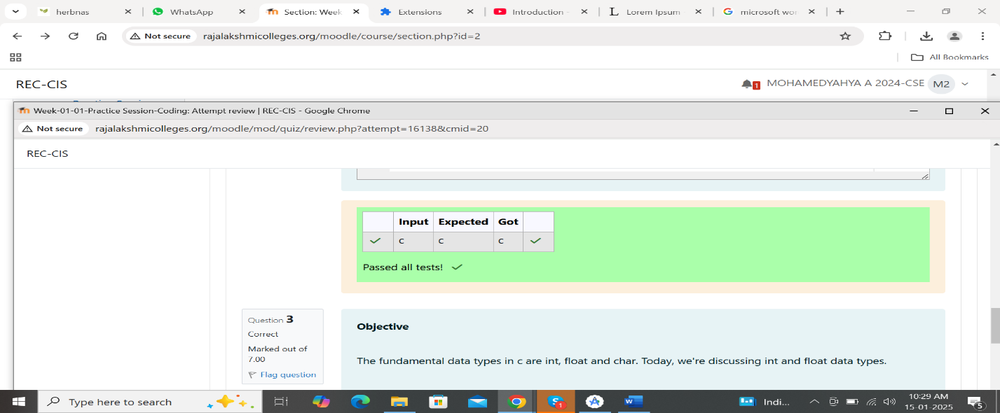 herbnas
WhatsApp
Section: Week
Extensions
Introduction
L Lorem Ipsum
microsoft wor
Not secure rajalakshmicolleges.org/moodle/course/section.php?id=2
All Bookmarks
REC-CIS
1 MOHAMEDYAHYA A 2024-CSE M2
Week-01-01-Practice Session-Coding: Attempt review | REC-CIS - Google Chrome
Not secure rajalakshmicolleges.org/moodle/mod/quiz/review.php?attempt=16138&cmid=20
REC-CIS
Input Expected Got
C C C
Passed all tests!
Question 3
Correct
Marked out of
7.00
Flag question
Objective
The fundamental data types in c are int, float and char. Today, we're discussing int and float data types.
Type here to search
Indi...
10:29 AM
15-01-2025
5